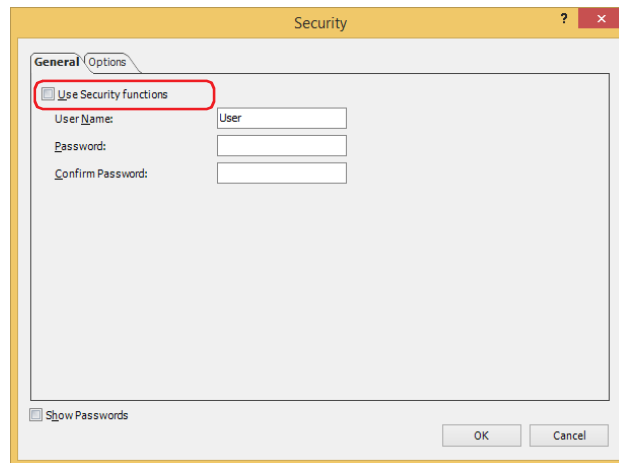 Security
? ×
General Options
Use Security functions
User Name: User
Password:
Confirm Password:
Show Passwords
OK Cancel